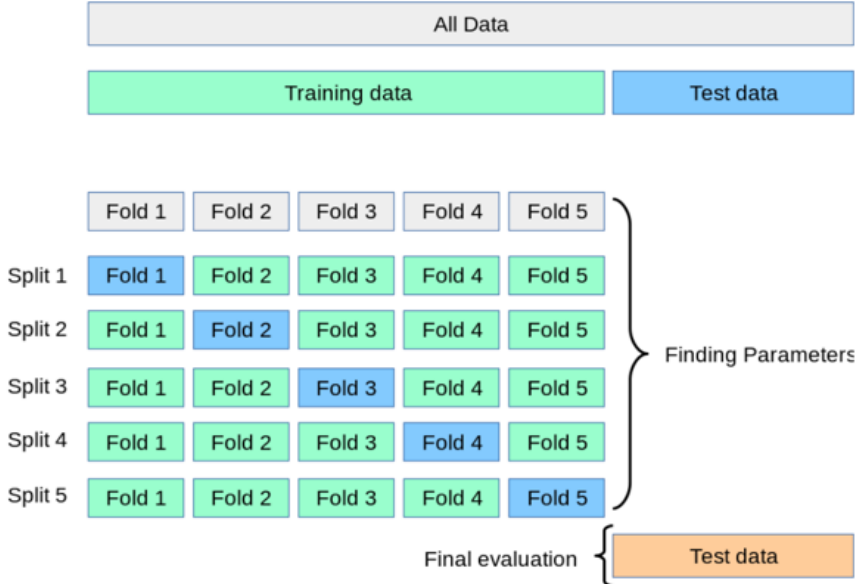 All Data
Training data Test data
Fold 1 Fold 2 Fold 3 Fold 4 Fold 5
Split 1 Fold 1 Fold 2 Fold 3 Fold 4 Fold 5
Split 2 Fold 1 Fold 2 Fold 3 Fold 4 Fold 5
Finding Parameters
Split 3 Fold 1 Fold 2 Fold 3 Fold 4 Fold 5
Split 4 Fold 1 Fold 2 Fold 3 Fold 4 Fold 5
Split 5 Fold 1 Fold 2 Fold 3 Fold 4 Fold 5
Final evaluation Test data